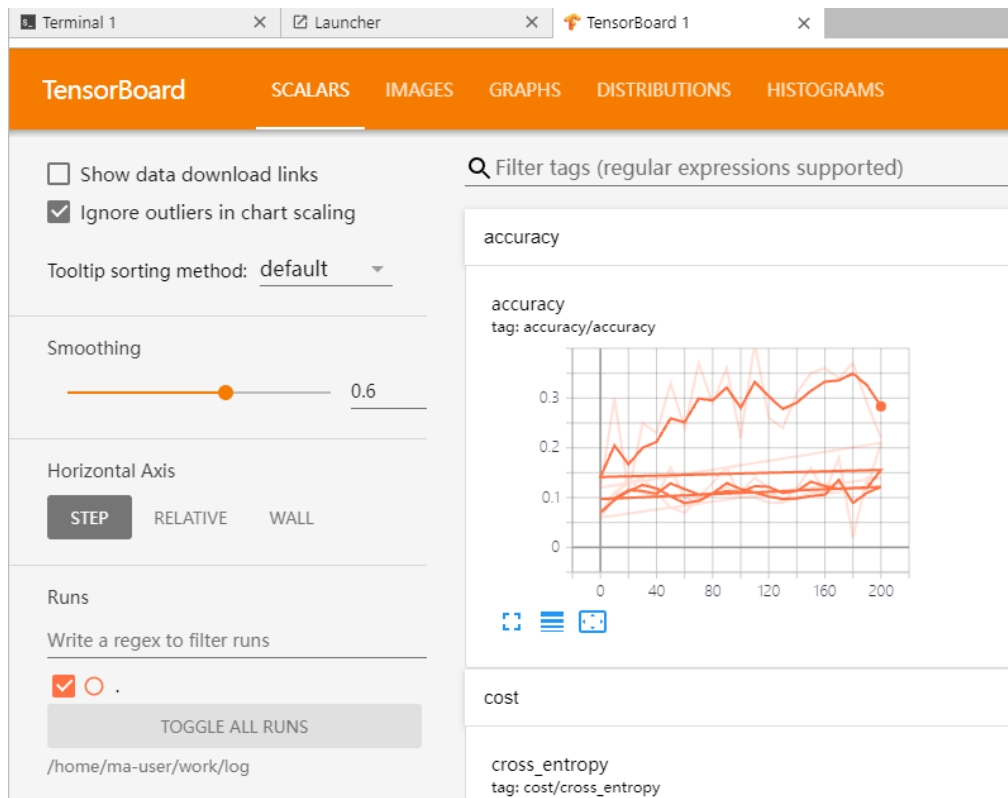 Terminal 1
Launcher
TensorBoard 1
TensorBoard SCALARS IMAGES GRAPHS DISTRIBUTIONS HISTOGRAMS
Show data download links
Ignore outliers in chart scaling
Tooltip sorting method: default
Smoothing
0.6
Horizontal Axis
STEP RELATIVE WALL
Runs
Write a regex to filter runs
.
TOGGLE ALL RUNS
/home/ma-user/work/log
Filter tags (regular expressions supported)
accuracy
accuracy
tag: accuracy/accuracy
0.3
0.2
0.1
0
0 40 80 120 160 200
cost
cross_entropy
tag: cost/cross_entropy